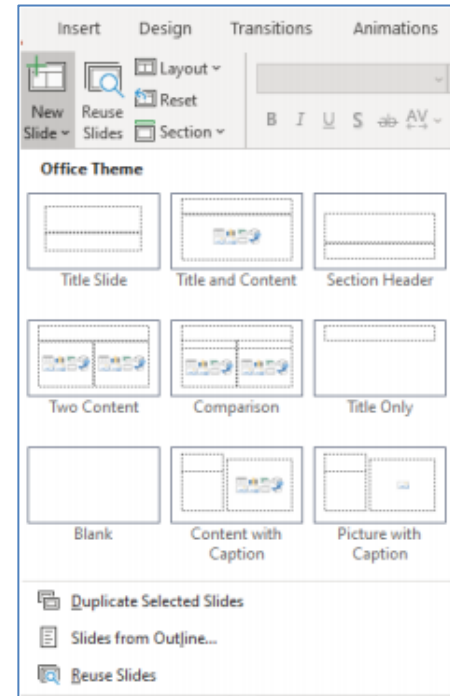 Insert Design Transitions Animations
New
Slide
Reuse
Slides
Layout
Reset
Section
B I U S ab AV
Office Theme
Title Slide Title and Content Section Header
Two Content Comparison Title Only
Blank Content with Caption Picture with Caption
Duplicate Selected Slides
Slides from Outline...
Reuse Slides